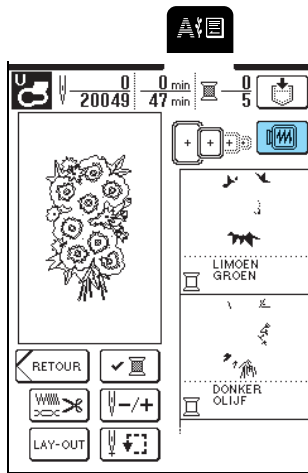 A
0 0 min 0
20049 47 min 5
LIMOEN
GROEN
RETOUR
DONKER
OLIJF
-/+
LAY-OUT